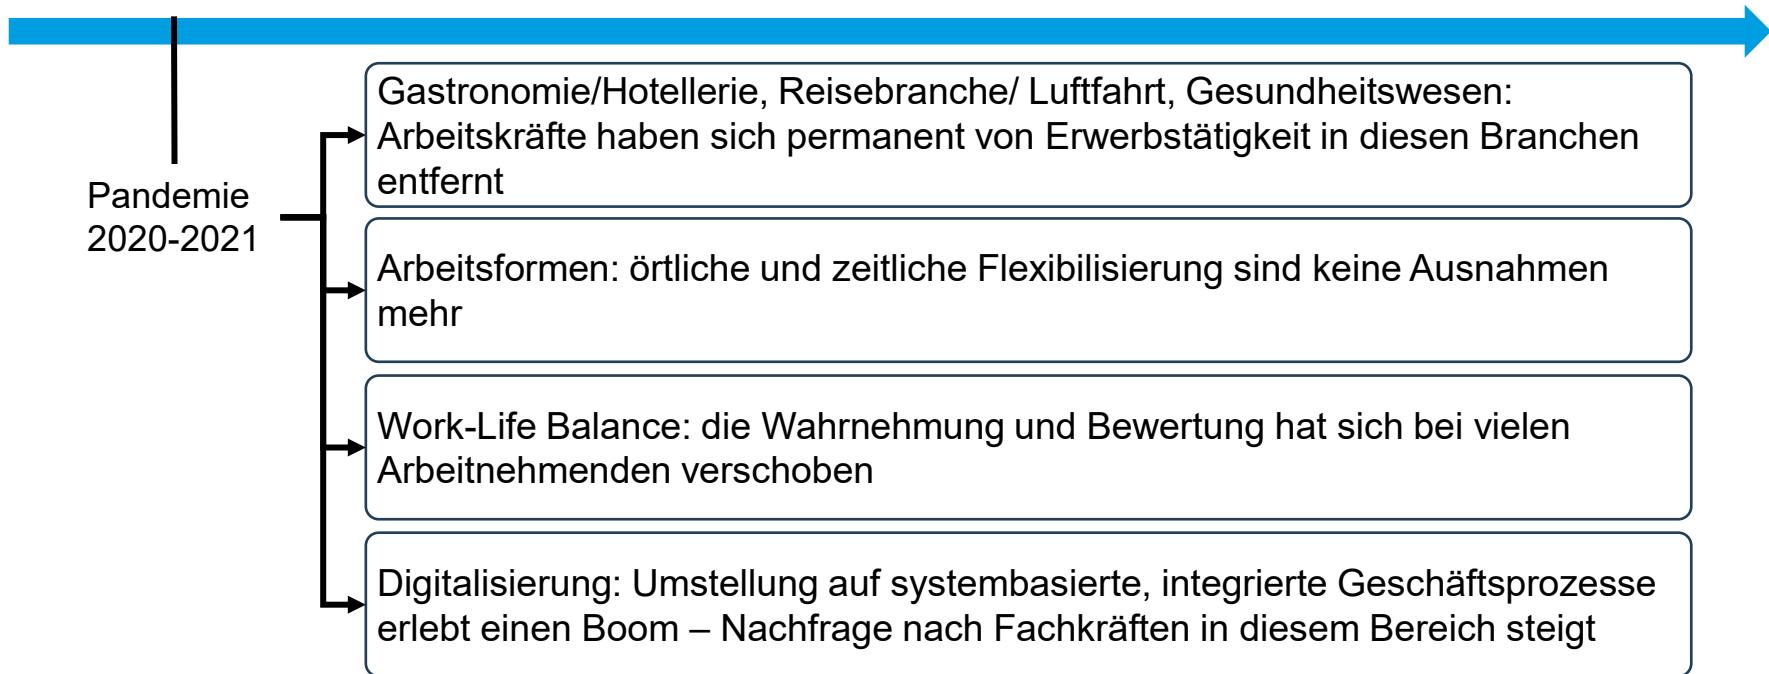 Pandemie
2020-2021
Gastronomie/Hotellerie, Reisebranche/ Luftfahrt, Gesundheitswesen:
Arbeitskräfte haben sich permanent von Erwerbstätigkeit in diesen Branchen
entfernt
Arbeitsformen: örtliche und zeitliche Flexibilisierung sind keine Ausnahmen
mehr
Work-Life Balance: die Wahrnehmung und Bewertung hat sich bei vielen
Arbeitnehmenden verschoben
Digitalisierung: Umstellung auf systembasierte, integrierte Geschäftsprozesse
erlebt einen Boom – Nachfrage nach Fachkräften in diesem Bereich steigt